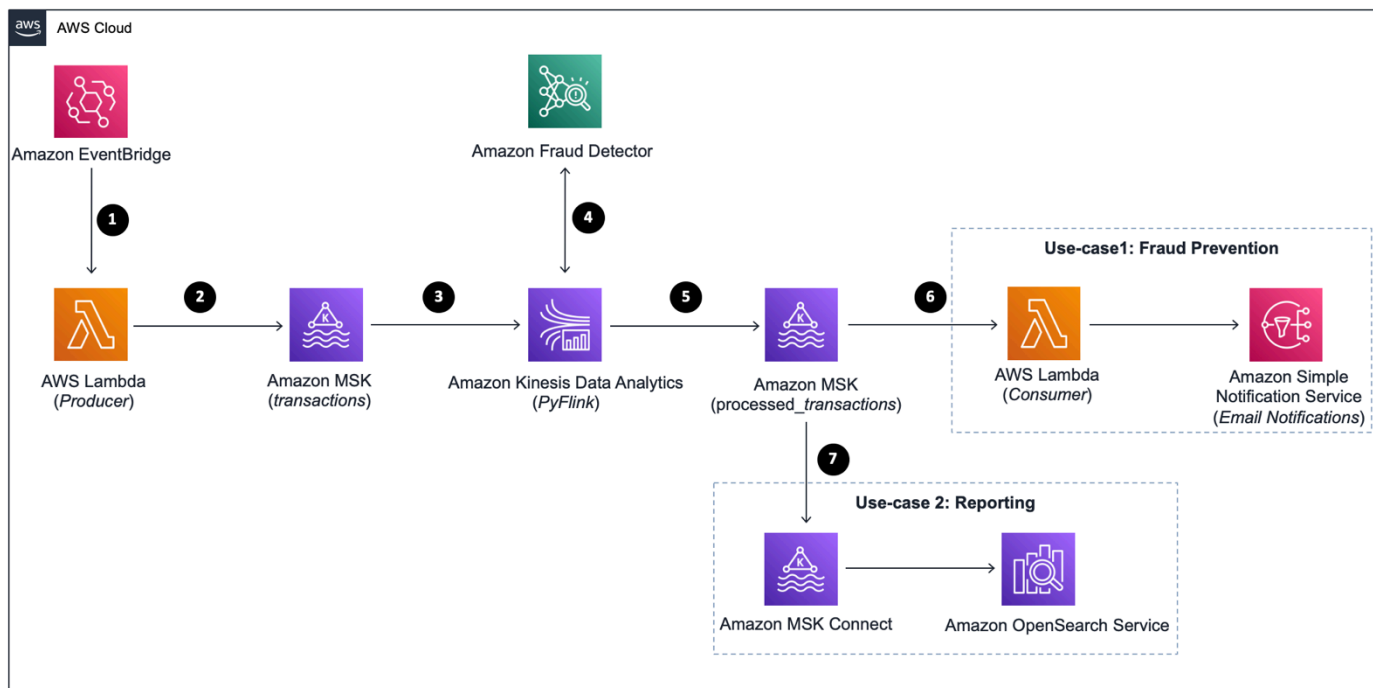 aws
AWS Cloud
Amazon EventBridge
Amazon Fraud Detector
1
4
Use-case1: Fraud Prevention
2
3
5
6
K
K
AWS Lambda
(Producer)
Amazon MSK
(transactions)
Amazon Kinesis Data Analytics
(PyFlink)
Amazon MSK
(processed_transactions)
AWS Lambda
(Consumer)
Amazon Simple
Notification Service
(Email Notifications)
7
Use-case 2: Reporting
K
Amazon MSK Connect
Amazon OpenSearch Service